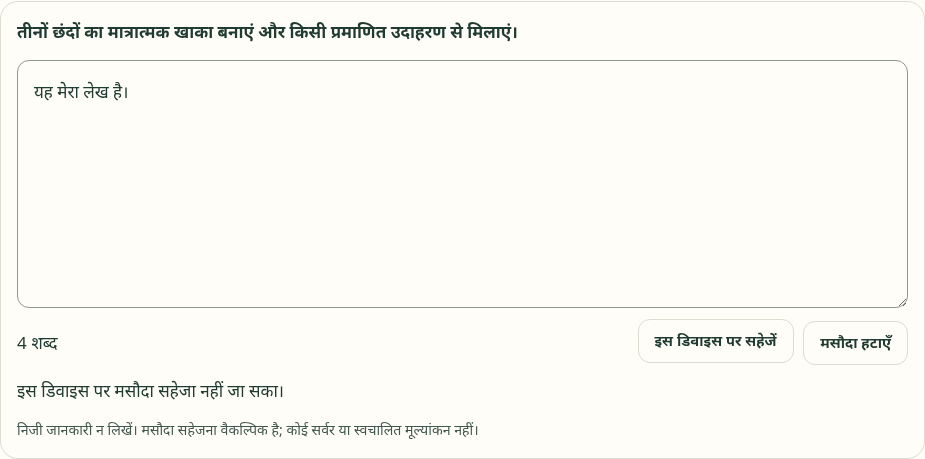 तीनों छंदों का मात्रात्मक खाका बनाएं और किसी प्रमाणित उदाहरण से मिलाएं।
यह मेरा लेख है।
4 शब्द
इस डिवाइस पर सहेजें
मसौदा हटाएँ
इस डिवाइस पर मसौदा सहेजा नहीं जा सका।
निजी जानकारी न लिखें। मसौदा सहेजना वैकल्पिक है; कोई सर्वर या स्वचालित मूल्यांकन नहीं।